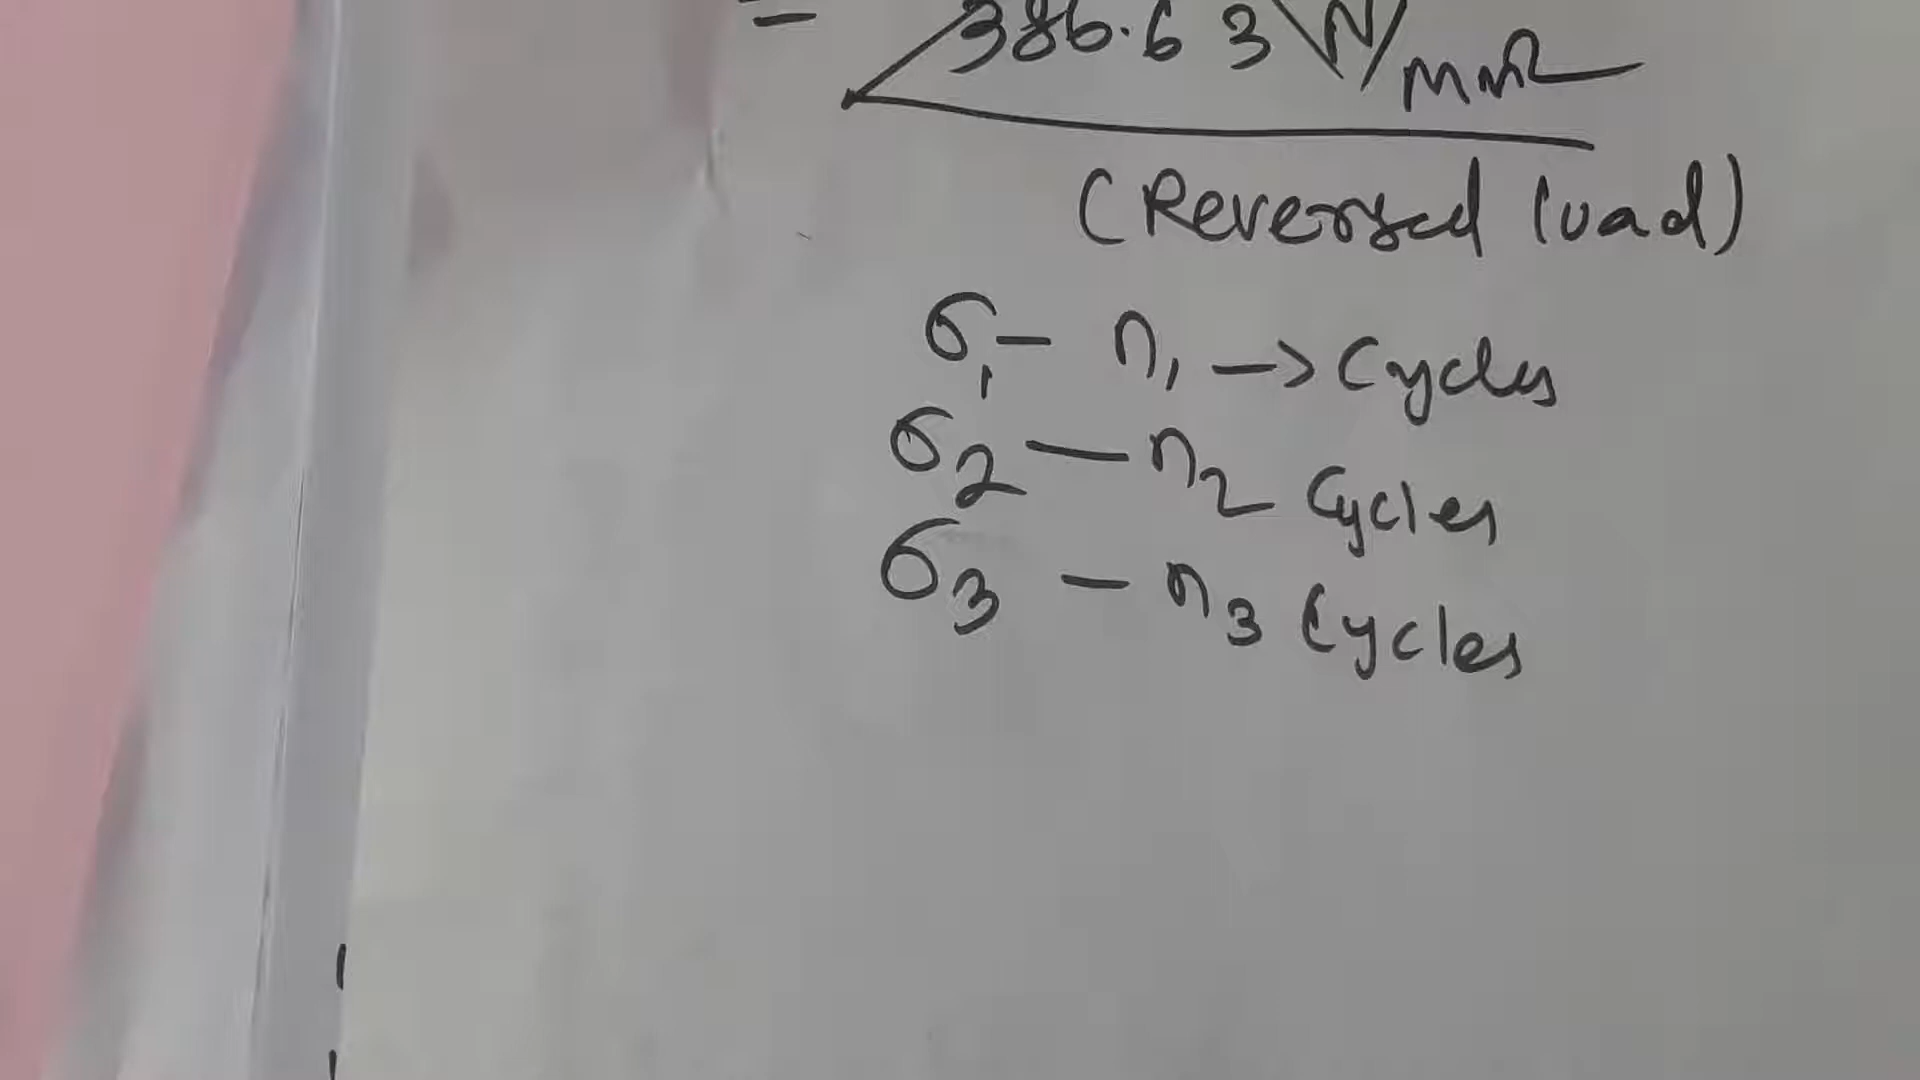 = 386.63 N/mm2
(Reversed load)
σ1 - n1 -> Cycles
σ2 - n2 Cycles
σ3 - n3 Cycles